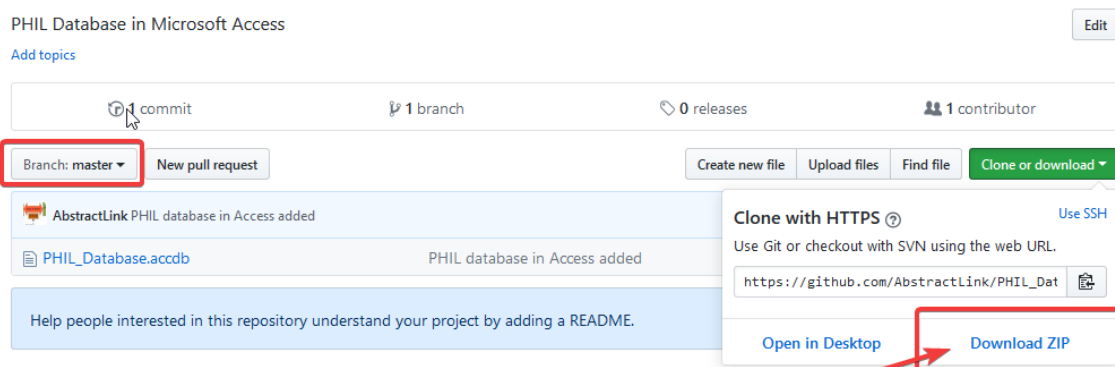 PHIL Database in Microsoft Access
Edit
Add topics
1 commit
1 branch
0 releases
1 contributor
Branch: master
New pull request
Create new file
Upload files
Find file
Clone or download
AbstractLink PHIL database in Access added
Clone with HTTPS
Use SSH
Use Git or checkout with SVN using the web URL.
PHIL_Database.accdb
PHIL database in Access added
https://github.com/AbstractLink/PHIL_Dat
Help people interested in this repository understand your project by adding a README.
Open in Desktop
Download ZIP